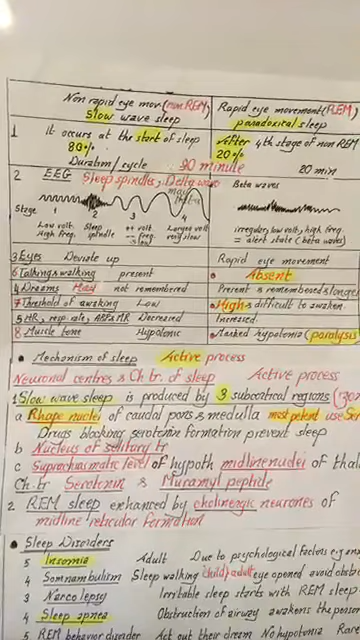 Non rapid eye mov. (non REM,
Slow wave sleep
Rapid eye movement (REM,
paradoxical sleep
1 it occurs at the start of sleep
80%
After 4th stage of non REM
20%
Duration/cycle 90 minute
20 min
2 EEG Sleep spindles, Delta wave
Beta waves
Stage 1 2 3 4
Low volt. High freq.
Sleep spindle
Larger volt very slow
irregular, low volt, high freq.
= alert state (beta waves)
3 Eyes Deviate up
Rapid eye movement
6 Talking & walking present
Absent
4 Dreams May not remembered
Present & remembered & longer
7 Threshold of awaking Low
High & difficult to awaken
5 HR, resp. rate, ABP & MR Decreased
Increased
8 Muscle tone Hypotonic
Marked hypotonia (paralysis
• Mechanism of sleep Active process
Neuronal centres & Ch tr. of sleep Active process
1 Slow wave sleep is produced by 3 subcortical regions
a Rhape nuclei of caudal pons & medulla most potent use Ser
Drugs blocking serotonin formation prevent sleep
b Nucleus of solitary tr
c Suprachiasmatic level of hypoth midline nuclei of thal
Ch tr Serotonin & Muramyl peptide
2 REM sleep enhanced by cholinergic neurones of
midline reticular formation
• Sleep Disorders
5 Insomia Adult Due to psychological factors e.g anx
4 Somnambulism Sleep walking child, adult eye opened avoid obst
3 Narcolepsy Irritable sleep starts with REM sleep
4 Sleep apnea Obstruction of airway awakens the person
5 REM behavior disorder Act out their dream No hypotonia